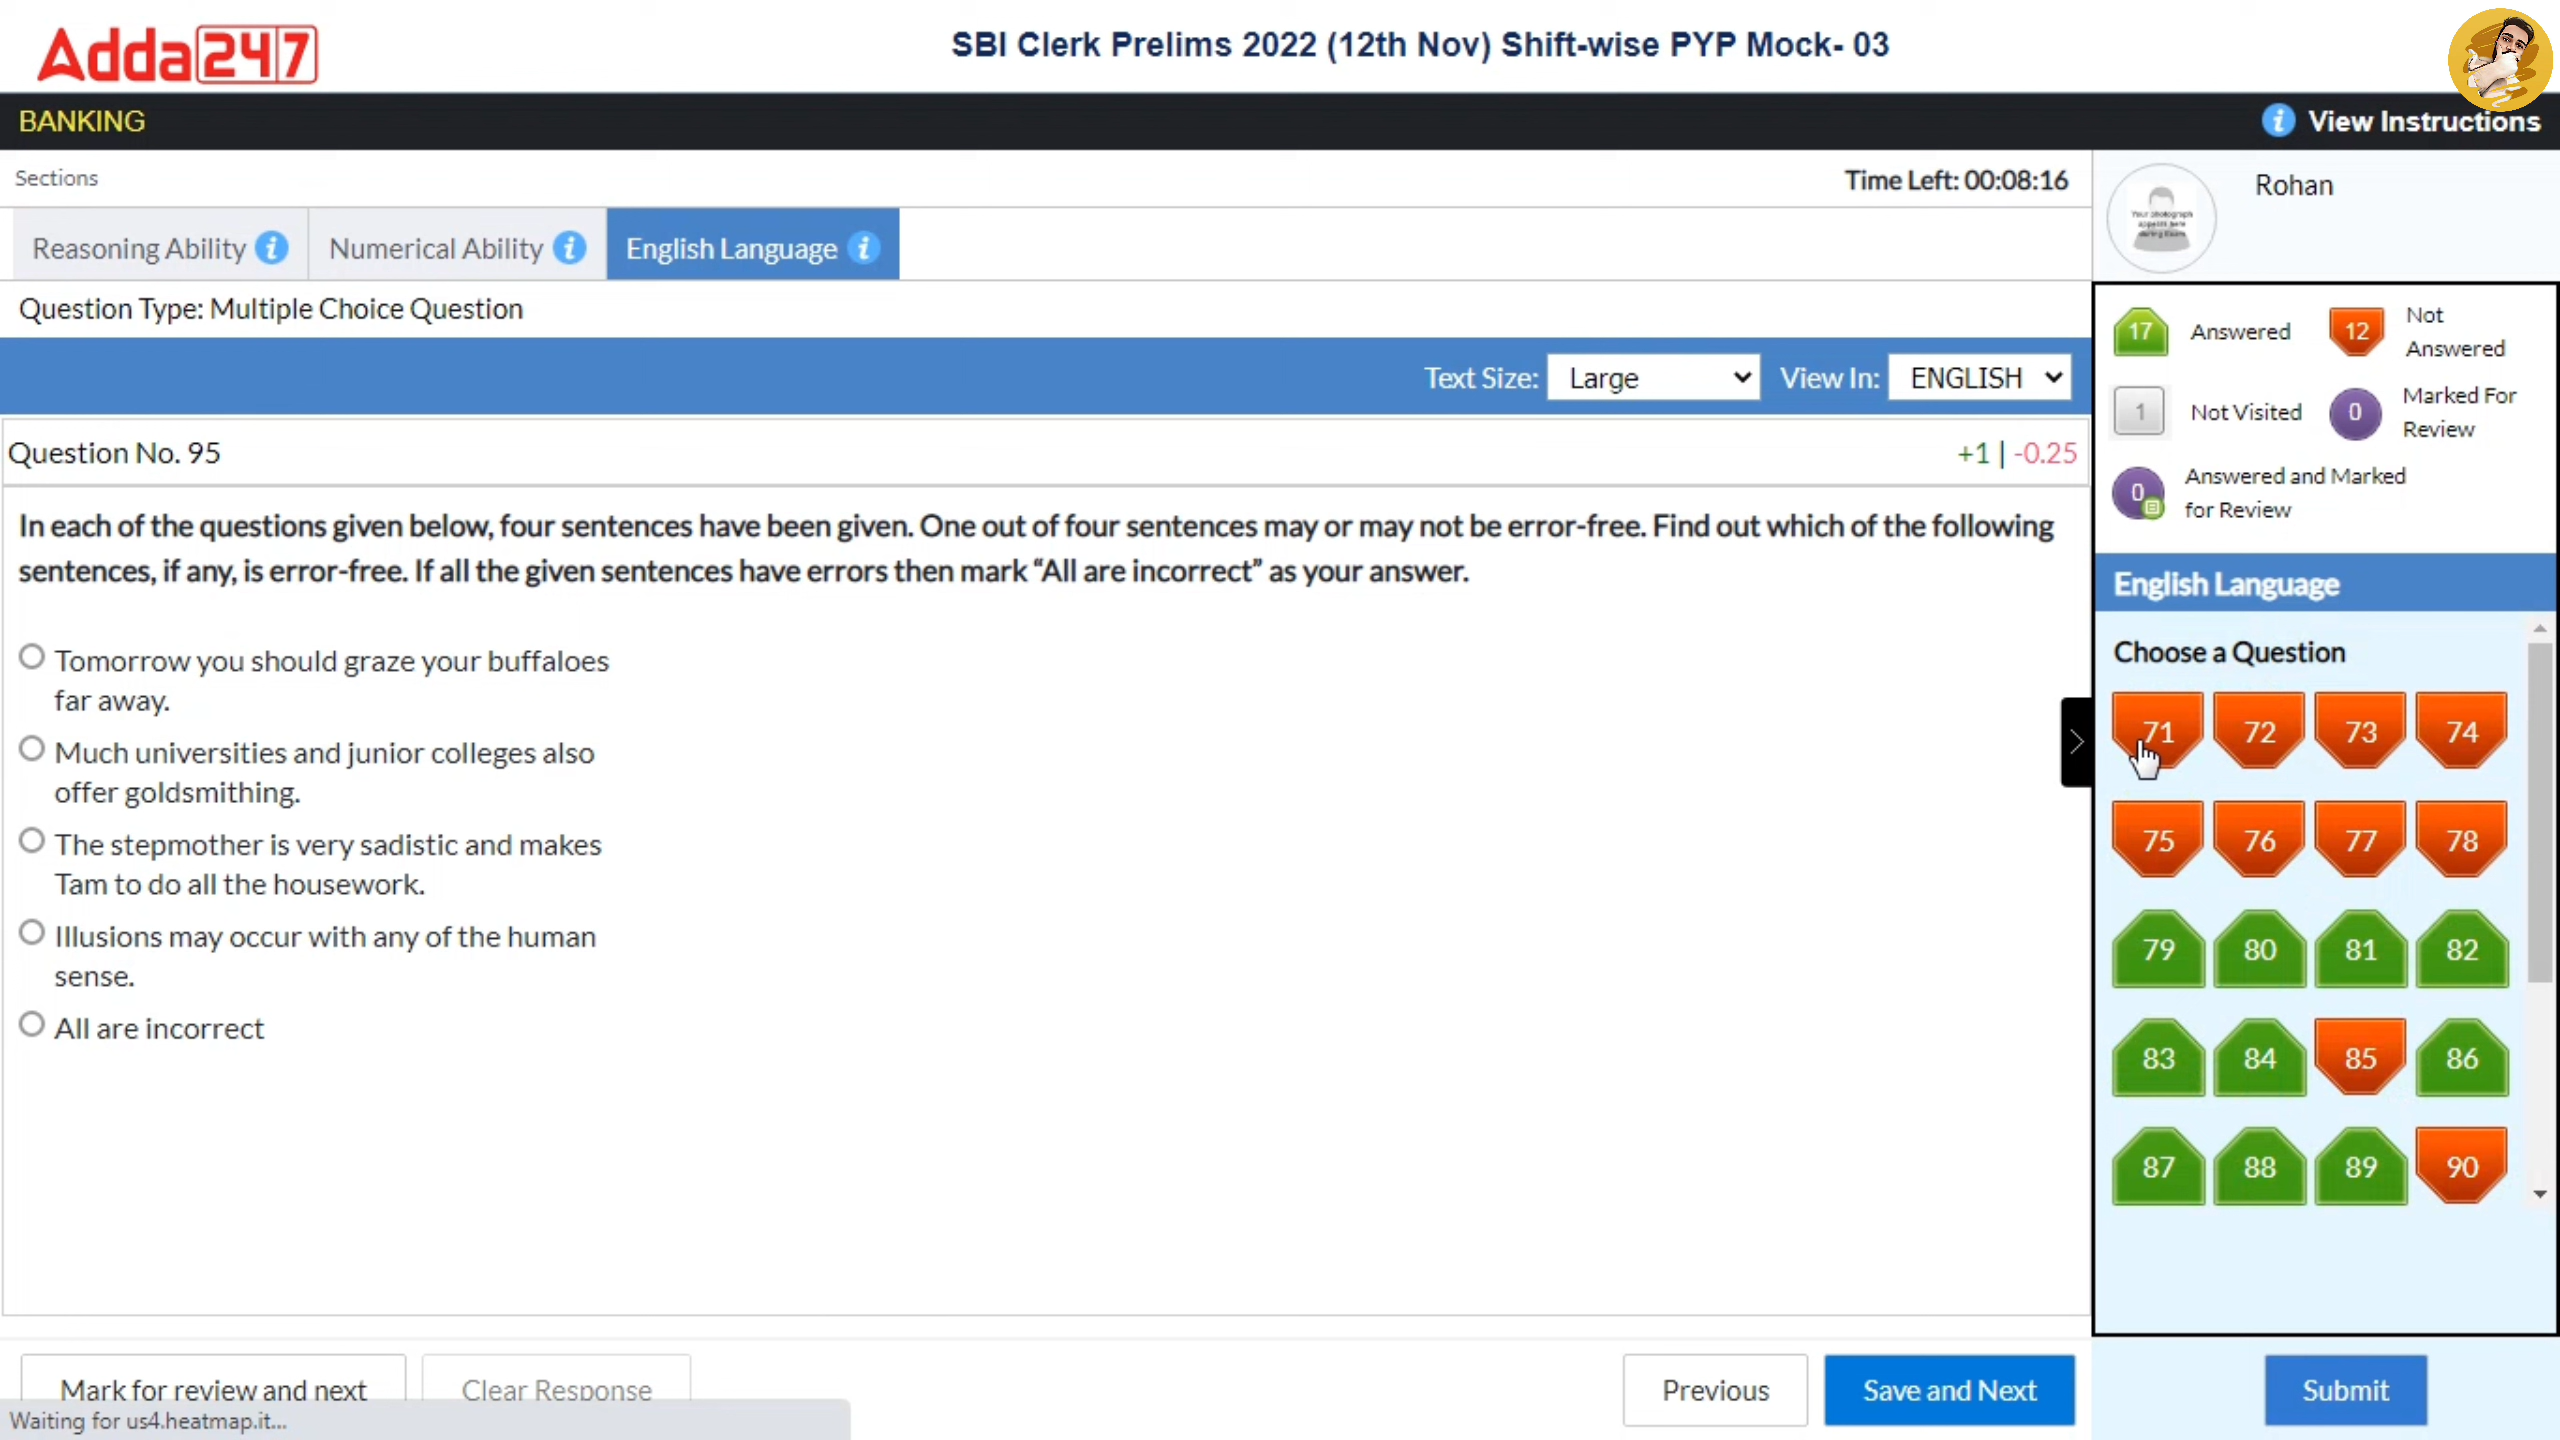 Adda247
SBI Clerk Prelims 2022 (12th Nov) Shift-wise PYP Mock- 03
BANKING
View Instructions
Sections
Time Left: 00:08:16
Rohan
Your photograph
appears here
during Exam
Reasoning Ability
Numerical Ability
English Language
Question Type: Multiple Choice Question
17 Answered
12 Not
Answered
1 Not Visited
0 Marked For
Review
0 Answered and Marked
for Review
Text Size: Large View In: ENGLISH
Question No. 95
+1 | -0.25
In each of the questions given below, four sentences have been given. One out of four sentences may or may not be error-free. Find out which of the following
sentences, if any, is error-free. If all the given sentences have errors then mark “All are incorrect” as your answer.
Tomorrow you should graze your buffaloes
far away.
Much universities and junior colleges also
offer goldsmithing.
The stepmother is very sadistic and makes
Tam to do all the housework.
Illusions may occur with any of the human
sense.
All are incorrect
English Language
Choose a Question
71 72 73 74
75 76 77 78
79 80 81 82
83 84 85 86
87 88 89 90
Mark for review and next
Clear Response
Previous
Save and Next
Submit
Waiting for us4.heatmap.it...